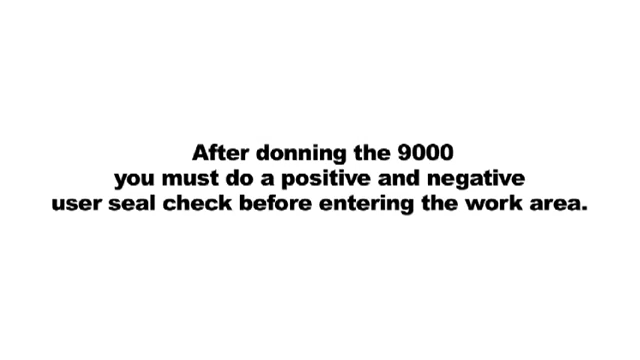 After donning the 9000
you must do a positive and negative
user seal check before entering the work area.